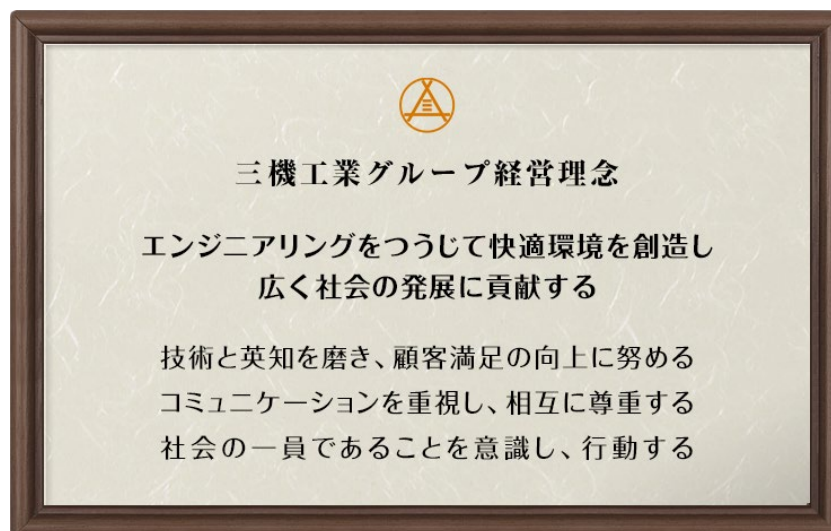 三機工業グループ経営理念
エンジニアリングをつうじて快適環境を創造し
広く社会の発展に貢献する
技術と英知を磨き、顧客満足の向上に努める
コミュニケーションを重視し、相互に尊重する
社会の一員であることを意識し、行動する